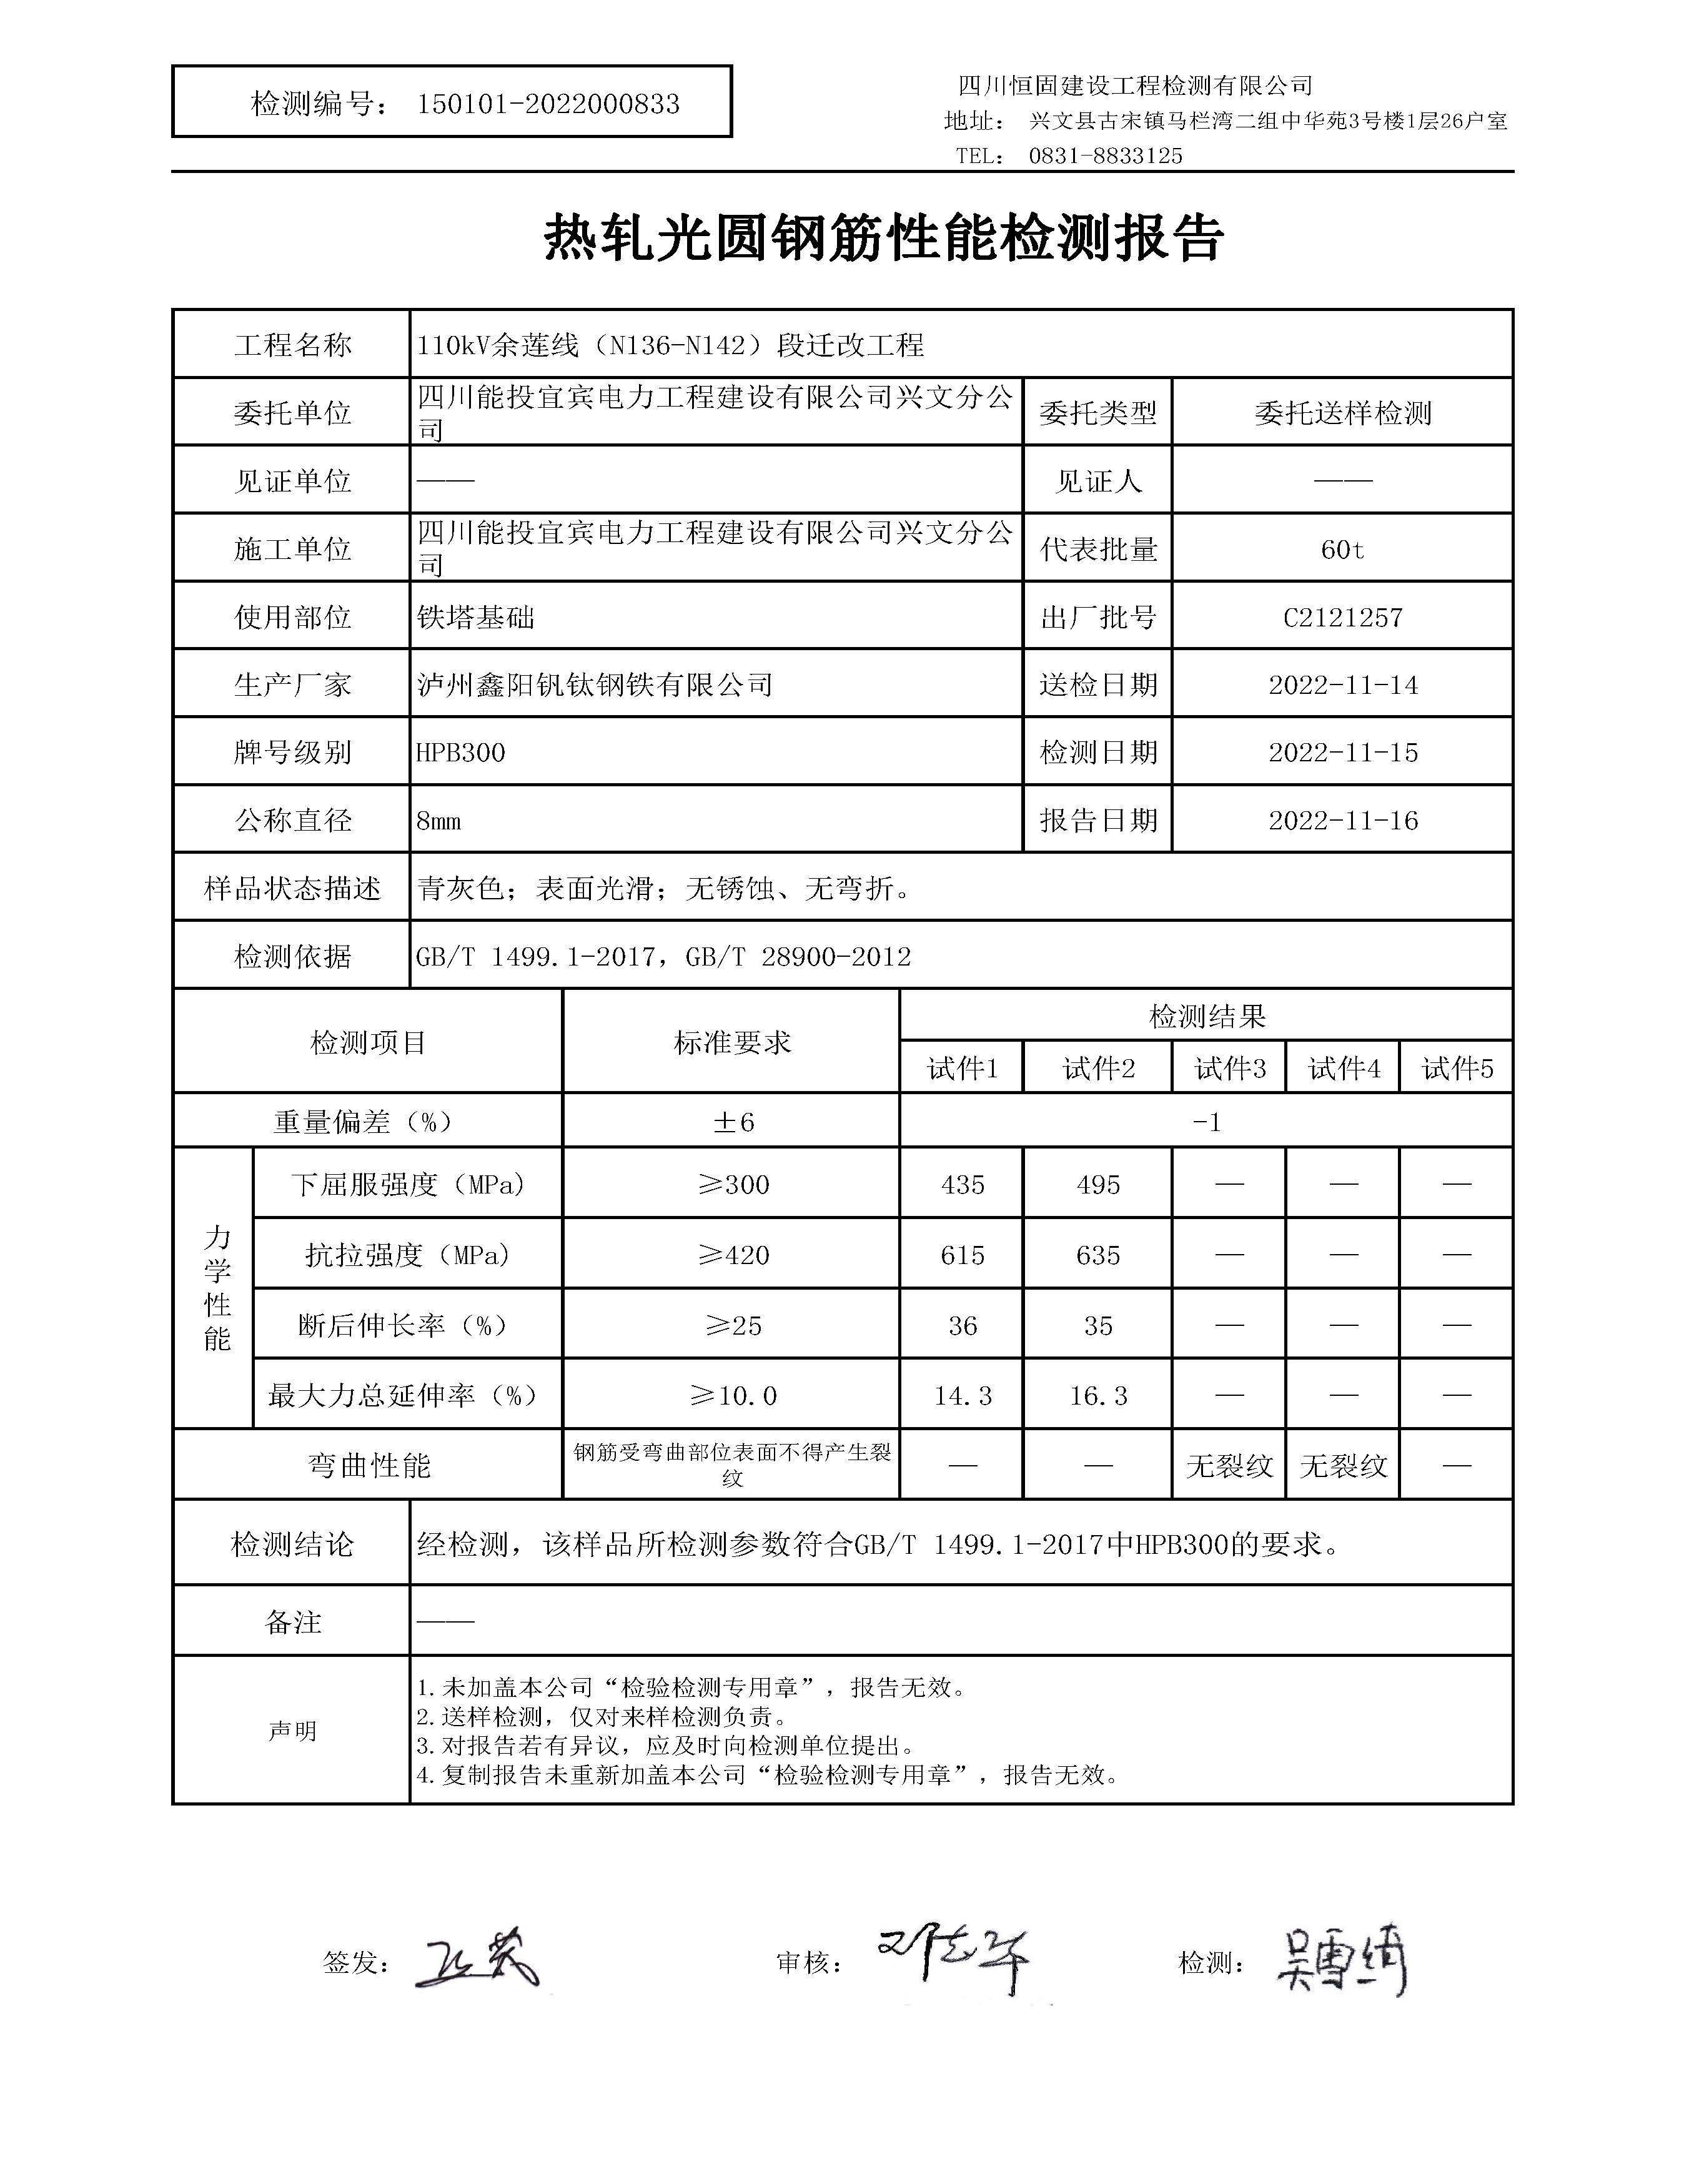 检测编号： 150101-2022000833
四川恒固建设工程检测有限公司
地址： 兴文县古宋镇马栏湾二组中华苑3号楼1层26户室
TEL： 0831-8833125
热轧光圆钢筋性能检测报告
工程名称 110kV余莲线（N136-N142）段迁改工程
委托单位 四川能投宜宾电力工程建设有限公司兴文分公
司
委托类型 委托送样检测
见证单位 —— 见证人 ——
施工单位 四川能投宜宾电力工程建设有限公司兴文分公
司
代表批量 60t
使用部位 铁塔基础 出厂批号 C2121257
生产厂家 泸州鑫阳钒钛钢铁有限公司 送检日期 2022-11-14
牌号级别 HPB300 检测日期 2022-11-15
公称直径 8mm 报告日期 2022-11-16
样品状态描述 青灰色；表面光滑；无锈蚀、无弯折。
检测依据 GB/T 1499.1-2017，GB/T 28900-2012
检测项目 标准要求 检测结果
试件1 试件2 试件3 试件4 试件5
重量偏差（%） ±6 -1
力学性能
下屈服强度（MPa) ≥300 435 495 — — —
抗拉强度（MPa) ≥420 615 635 — — —
断后伸长率（%） ≥25 36 35 — — —
最大力总延伸率（%） ≥10.0 14.3 16.3 — — —
弯曲性能 钢筋受弯曲部位表面不得产生裂
纹
— — 无裂纹 无裂纹 —
检测结论 经检测，该样品所检测参数符合GB/T 1499.1-2017中HPB300的要求。
备注 ——
声明
1.未加盖本公司“检验检测专用章”，报告无效。
2.送样检测，仅对来样检测负责。
3.对报告若有异议，应及时向检测单位提出。
4.复制报告未重新加盖本公司“检验检测专用章”，报告无效。
签发：
审核：
检测： 吴雪绮